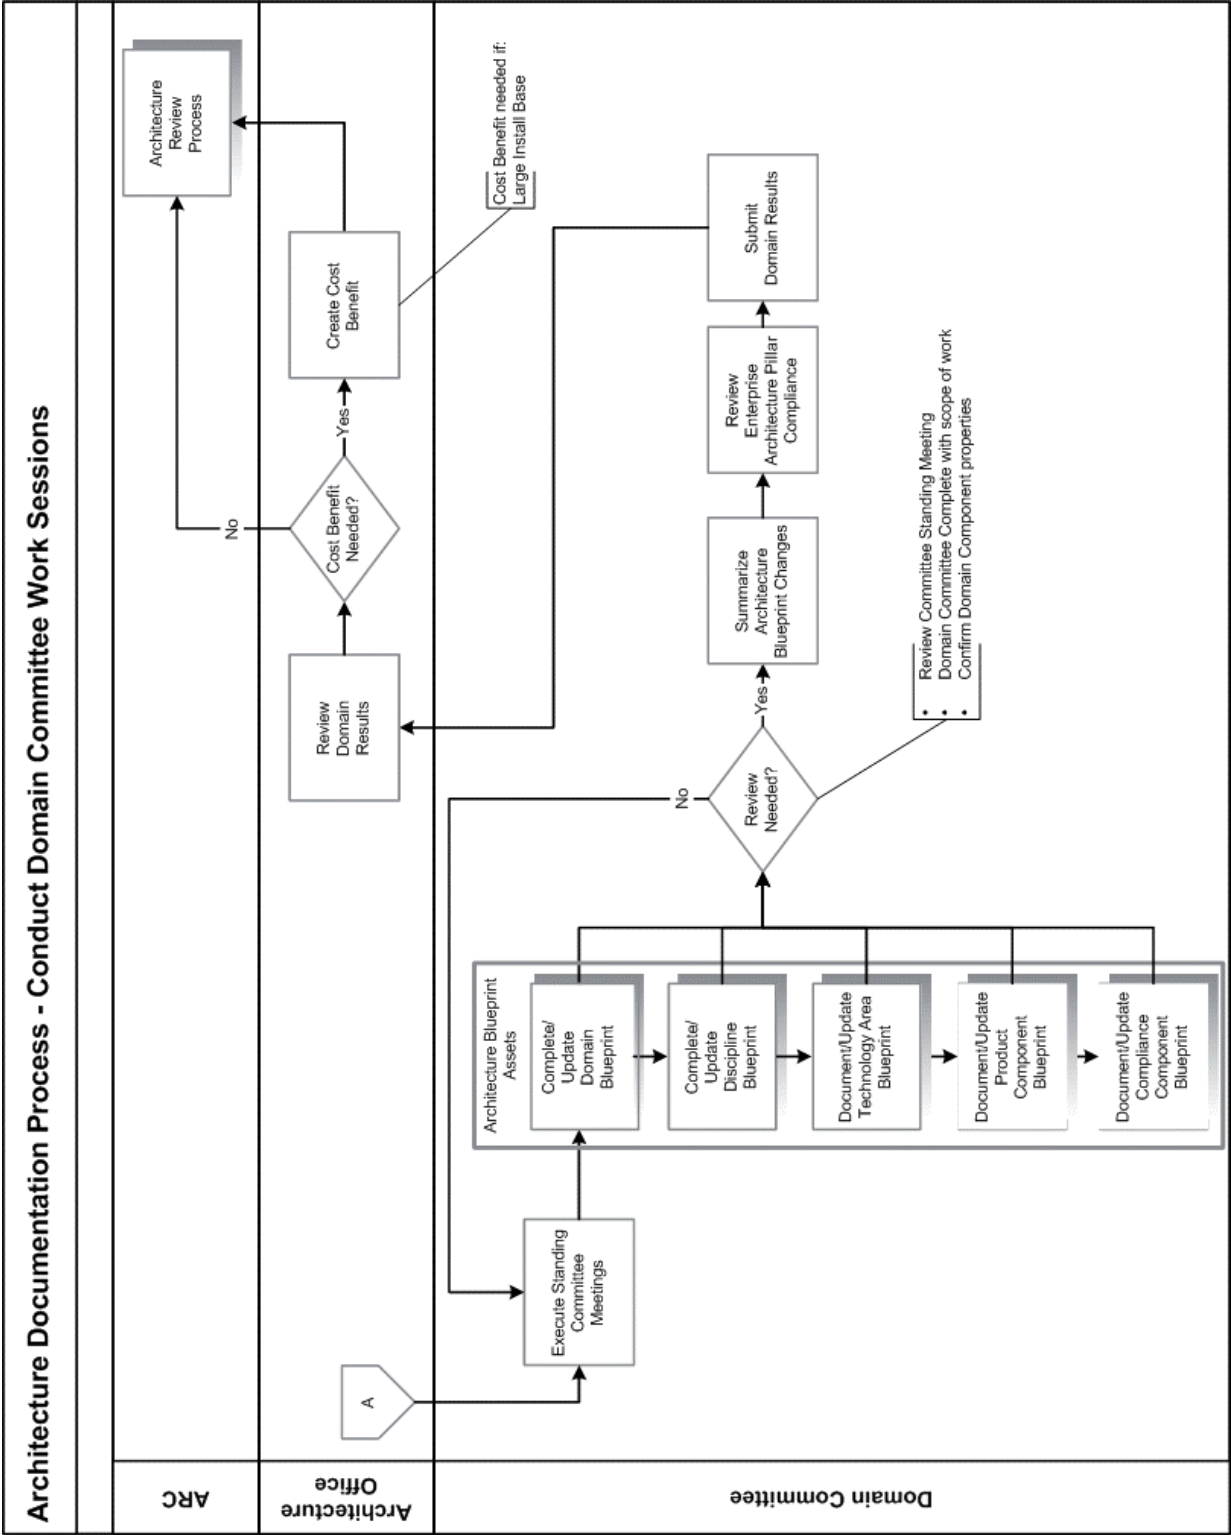 Architecture Documentation Process - Conduct Domain Committee Work Sessions
ARC
Architecture
Review
Process
No
Architecture
Office
A
Review
Domain
Results
Cost Benefit
Needed?
Yes
Create Cost
Benefit
Cost Benefit needed if:
Large Install Base
Domain Committee
Execute Standing
Committee
Meetings
Architecture Blueprint
Assets
Complete/
Update
Domain
Blueprint
Complete/
Update
Discipline
Blueprint
Document/Update
Technology Area
Blueprint
Document/Update
Product
Component
Blueprint
Document/Update
Compliance
Component
Blueprint
No
Review
Needed?
Yes
Summarize
Architecture
Blueprint Changes
Review
Enterprise
Architecture Pillar
Compliance
Submit
Domain Results
• Review Committee Standing Meeting
• Domain Committee Complete with scope of work
• Confirm Domain Component properties